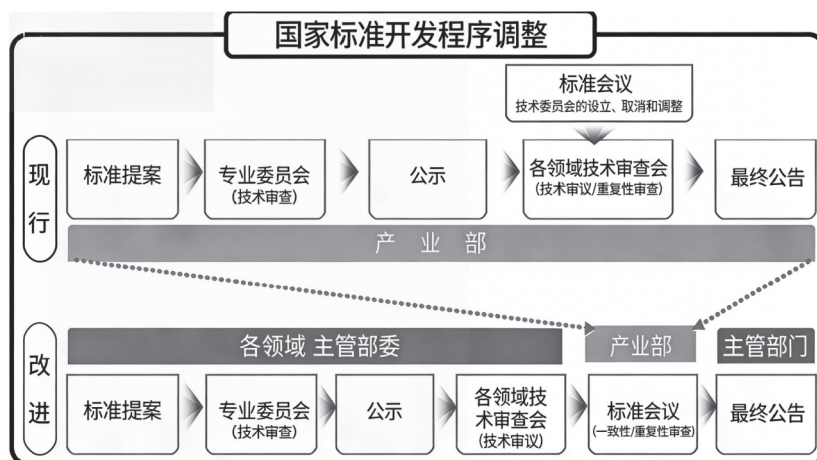 国家标准开发程序调整
标准会议
技术委员会的设立、取消和调整
现行
标准提案
专业委员会
(技术审查)
公示
各领域技术审查会
(技术审议/重复性审查)
最终公告
产业部
各领域 主管部委
产业部
主管部门
改进
标准提案
专业委员会
(技术审查)
公示
各领域技
术审查会
(技术审议)
标准会议
(一致性/重复性审查)
最终公告